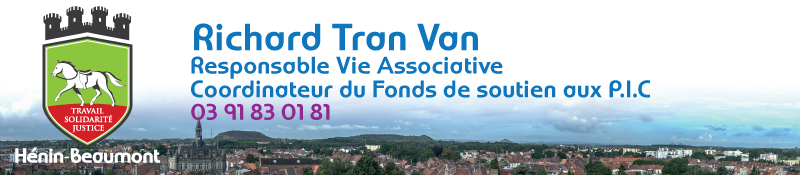 TRAVAIL
SOLIDARITÉ
JUSTICE
Hénin-Beaumont
Richard Tran Van
Responsable Vie Associative
Coordinateur du Fonds de soutien aux P.I.C
03 91 83 01 81